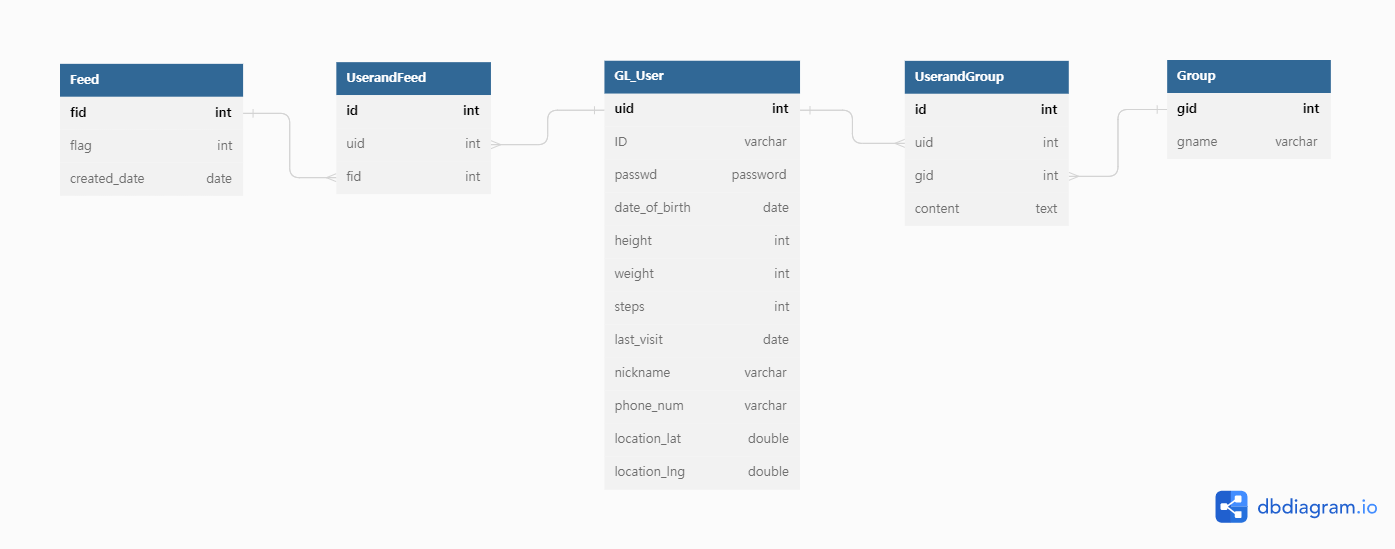 Feed
fid int
flag int
created_date date
UserandFeed
id int
uid int
fid int
GL_User
uid int
ID varchar
passwd password
date_of_birth date
height int
weight int
steps int
last_visit date
nickname varchar
phone_num varchar
location_lat double
location_lng double
UserandGroup
id int
uid int
gid int
content text
Group
gid int
gname varchar
dbdiagram.io